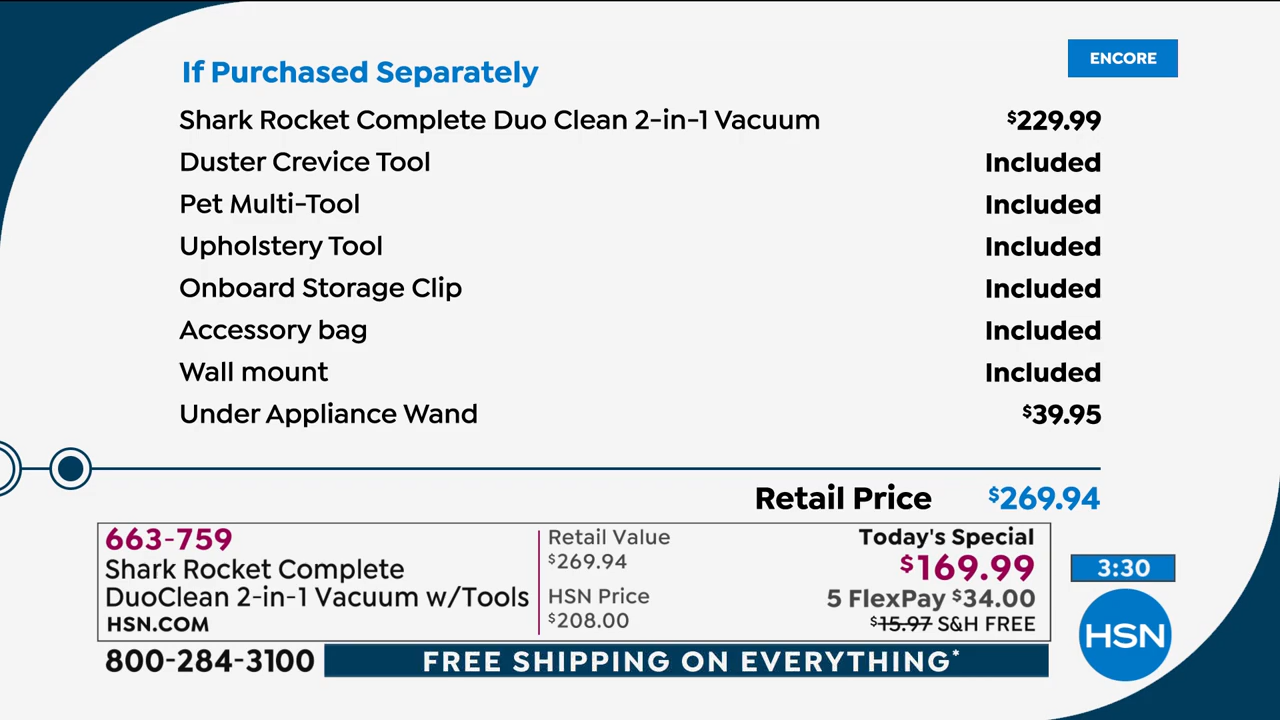 If Purchased Separately
ENCORE
Shark Rocket Complete Duo Clean 2-in-1 Vacuum $229.99
Duster Crevice Tool Included
Pet Multi-Tool Included
Upholstery Tool Included
Onboard Storage Clip Included
Accessory bag Included
Wall mount Included
Under Appliance Wand $39.95
Retail Price $269.94
663-759
Shark Rocket Complete
DuoClean 2-in-1 Vacuum w/Tools
HSN.COM
Retail Value
$269.94
HSN Price
$208.00
Today's Special
$169.99
5 FlexPay $34.00
$15.97 S&H FREE
3:30
HSN
800-284-3100
FREE SHIPPING ON EVERYTHING*